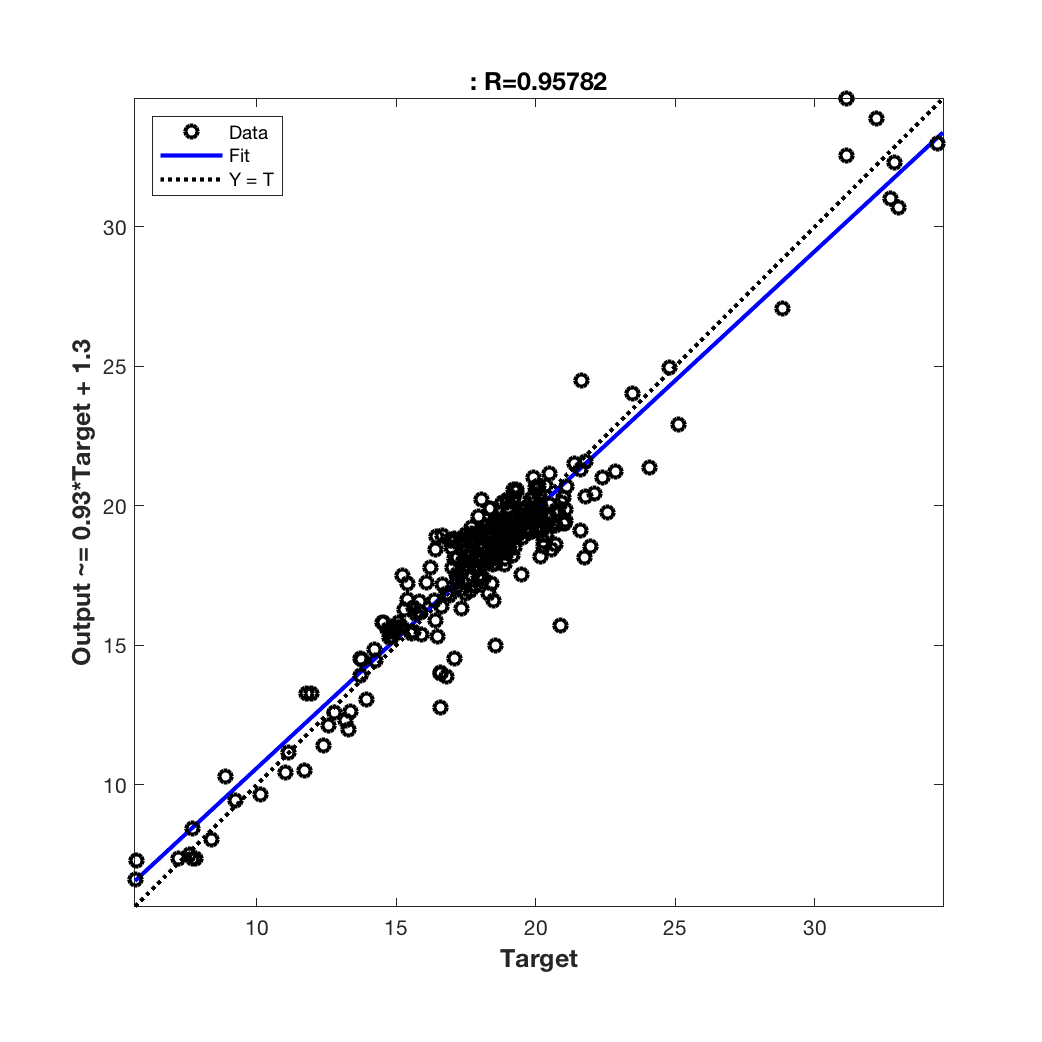 : R=0.95782
Data
Fit
Y = T
Output ~= 0.93*Target + 1.3
30
25
20
15
10
10 15 20 25 30
Target